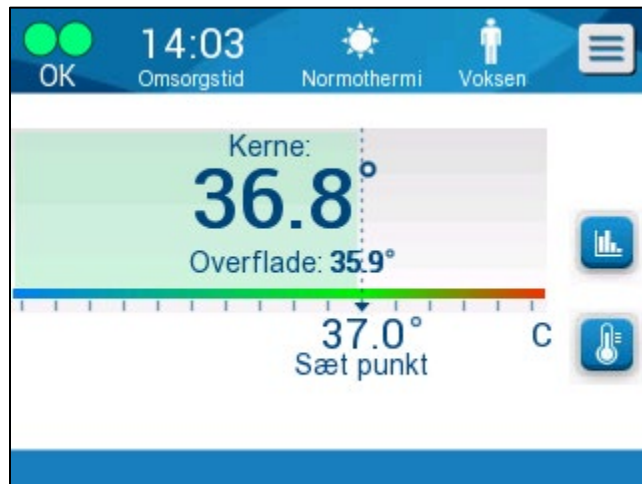 OK
14:03
Omsorgstid
Normothermi
Voksen
Kerne:
36.8°
Overflade: 35.9°
37.0°
C
Sæt punkt